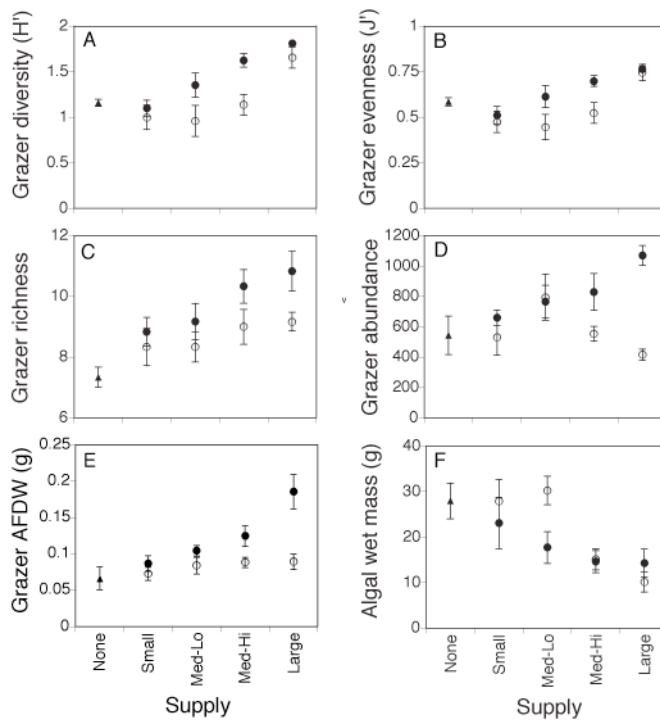 A
Grazer diversity (H')
2
1.5
1
0.5
0
B
Grazer evenness (J')
1
0.75
0.5
0.25
0
C
Grazer richness
12
10
8
6
D
Grazer abundance
1200
1000
800
600
400
200
0
E
Grazer AFDW (g)
0.25
0.2
0.15
0.1
0.05
0
None
Small
Med-Lo
Med-Hi
Large
Supply
F
Algal wet mass (g)
40
30
20
10
0
None
Small
Med-Lo
Med-Hi
Large
Supply